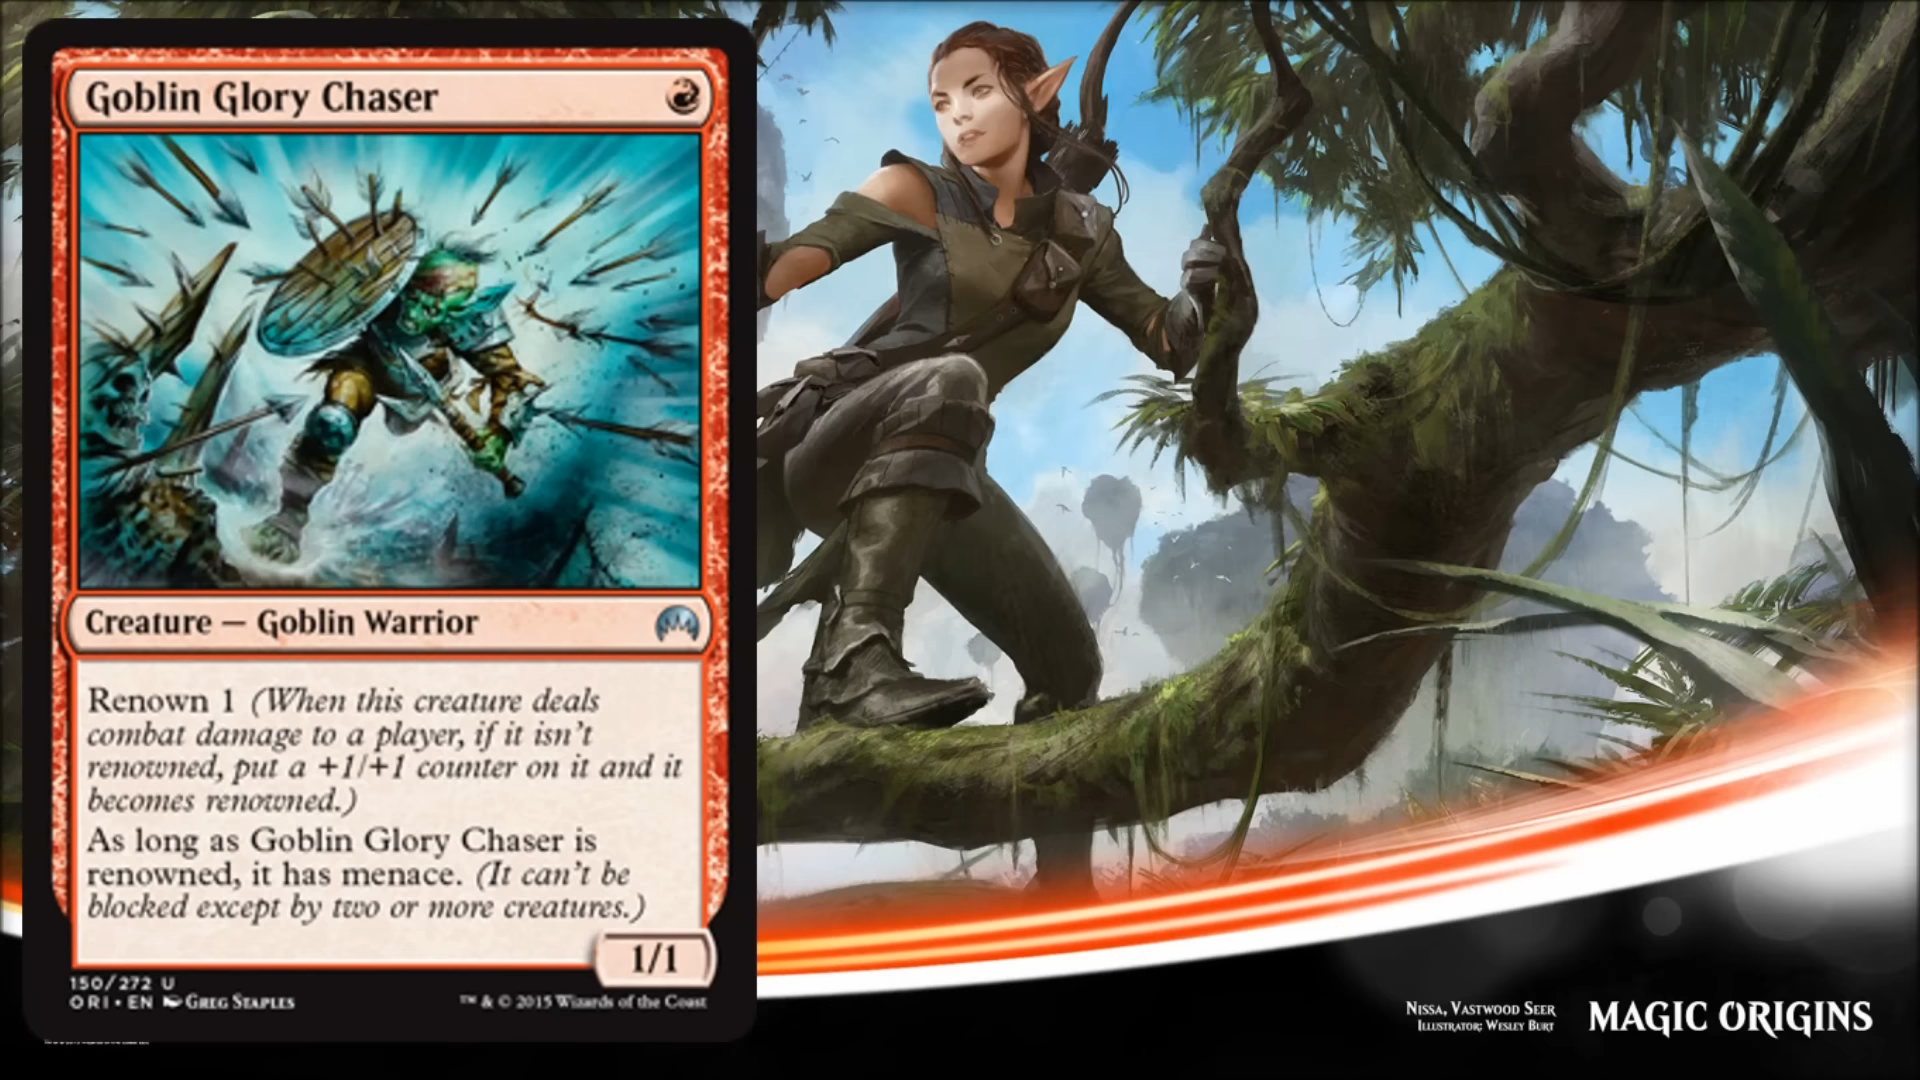 Goblin Glory Chaser
Creature — Goblin Warrior
Renown 1 (When this creature deals
combat damage to a player, if it isn't
renowned, put a +1/+1 counter on it and it
becomes renowned.)
As long as Goblin Glory Chaser is
renowned, it has menace. (It can't be
blocked except by two or more creatures.)
1/1
150/272 U
ORI • EN Greg Staples
™ & © 2015 Wizards of the Coast
Nissa, Vastwood Seer
Illustrator: Wesley Burt
MAGIC ORIGINS